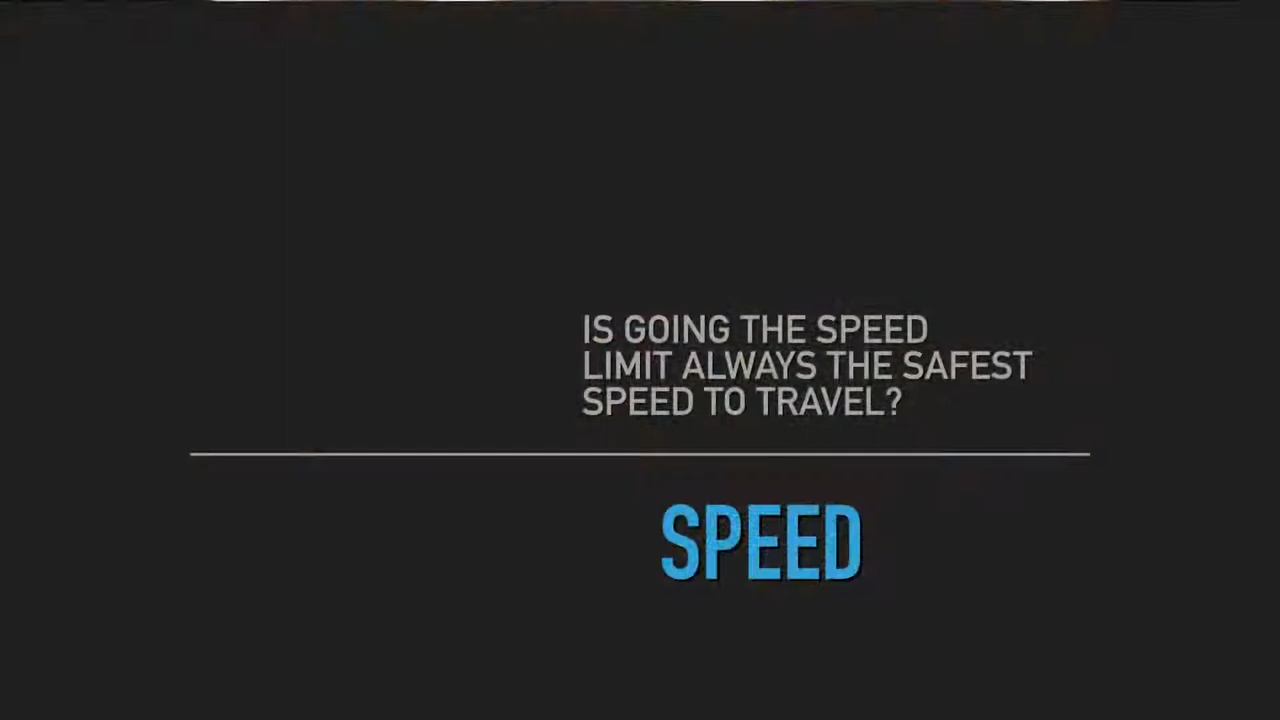 IS GOING THE SPEED
LIMIT ALWAYS THE SAFEST
SPEED TO TRAVEL?
SPEED